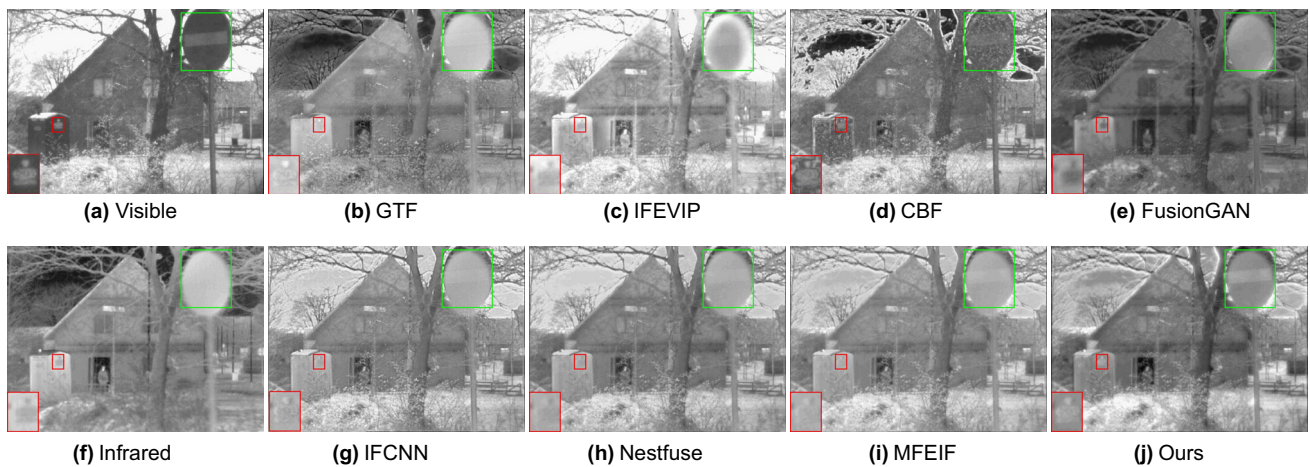 (a) Visible
(b) GTF
(c) IFEVIP
(d) CBF
(e) FusionGAN
(f) Infrared
(g) IFCNN
(h) Nestfuse
(i) MFEIF
(j) Ours